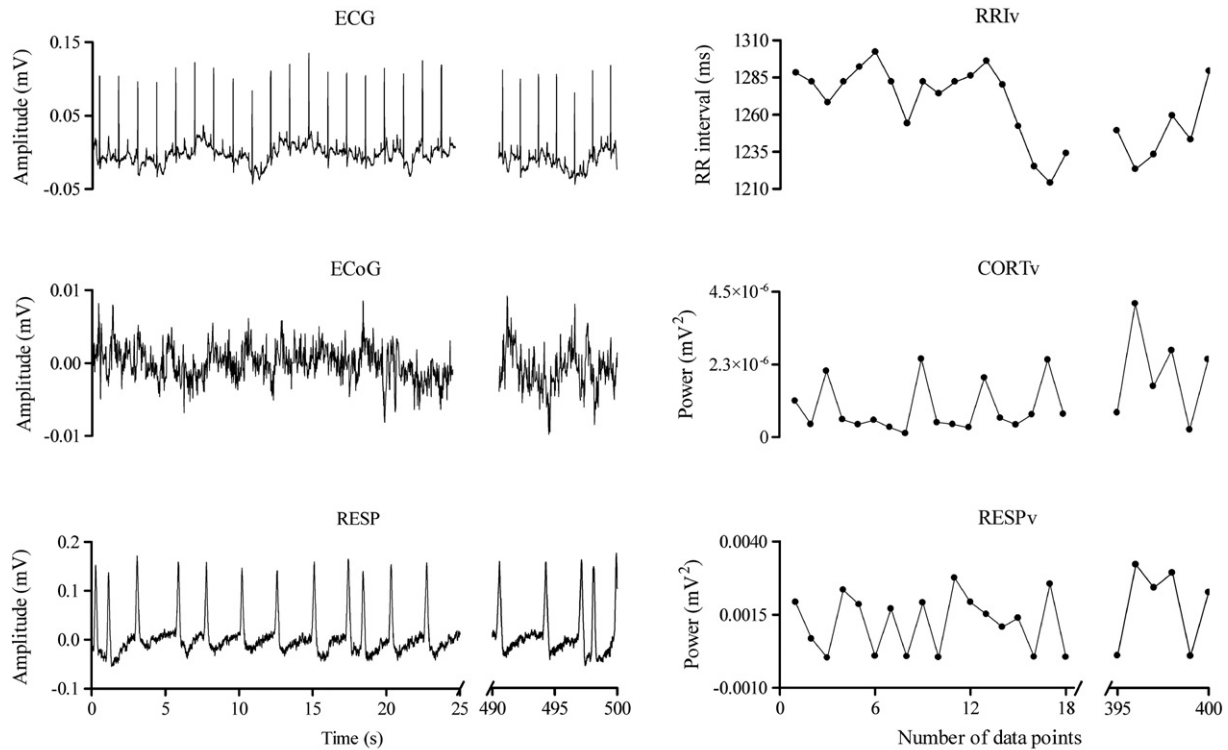 ECG
Amplitude (mV)
0.15
0.05
-0.05
RRIv
RR interval (ms)
1310
1285
1260
1235
1210
ECoG
Amplitude (mV)
0.01
0.00
-0.01
CORTv
Power (mV²)
4.5×10⁻⁶
2.3×10⁻⁶
0
RESP
Amplitude (mV)
0.2
0.1
0.0
-0.1
0 5 10 15 20 25 490 495 500
Time (s)
RESPv
Power (mV²)
0.0040
0.0015
-0.0010
0 6 12 18 395 400
Number of data points